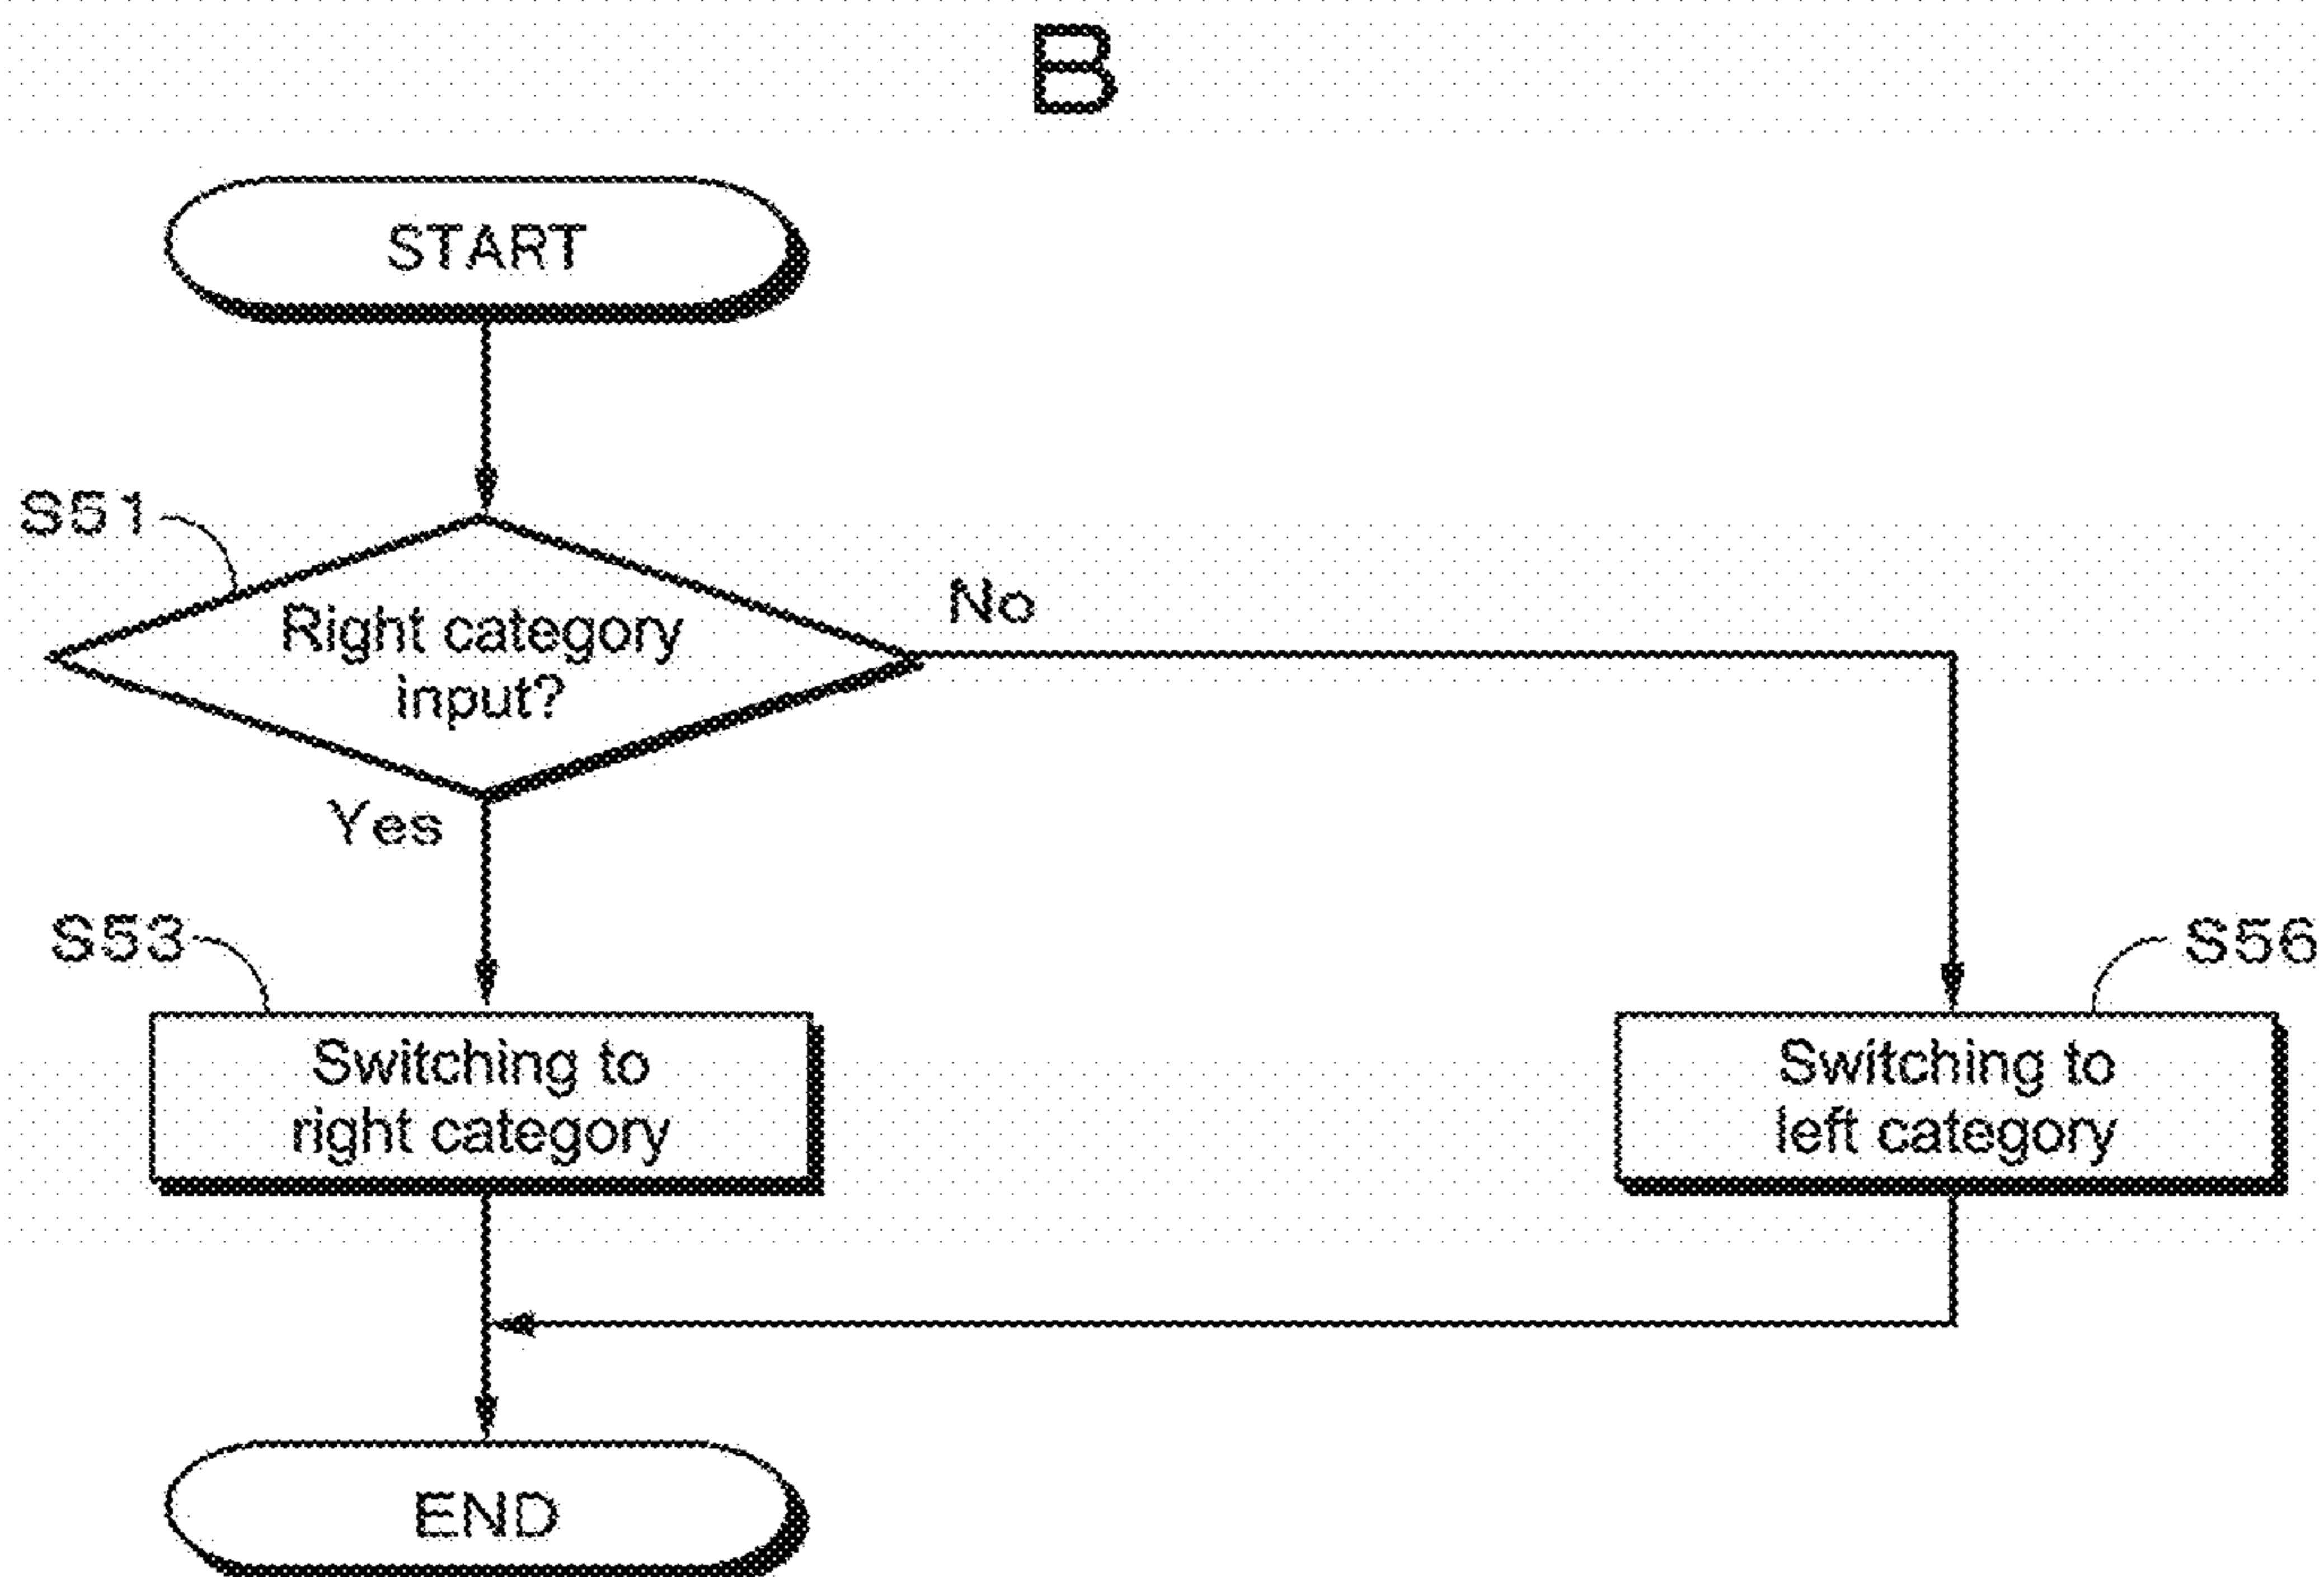 B
START
S51
Right category
input?
No
Yes
S53
S56
Switching to
right category
Switching to
left category
END